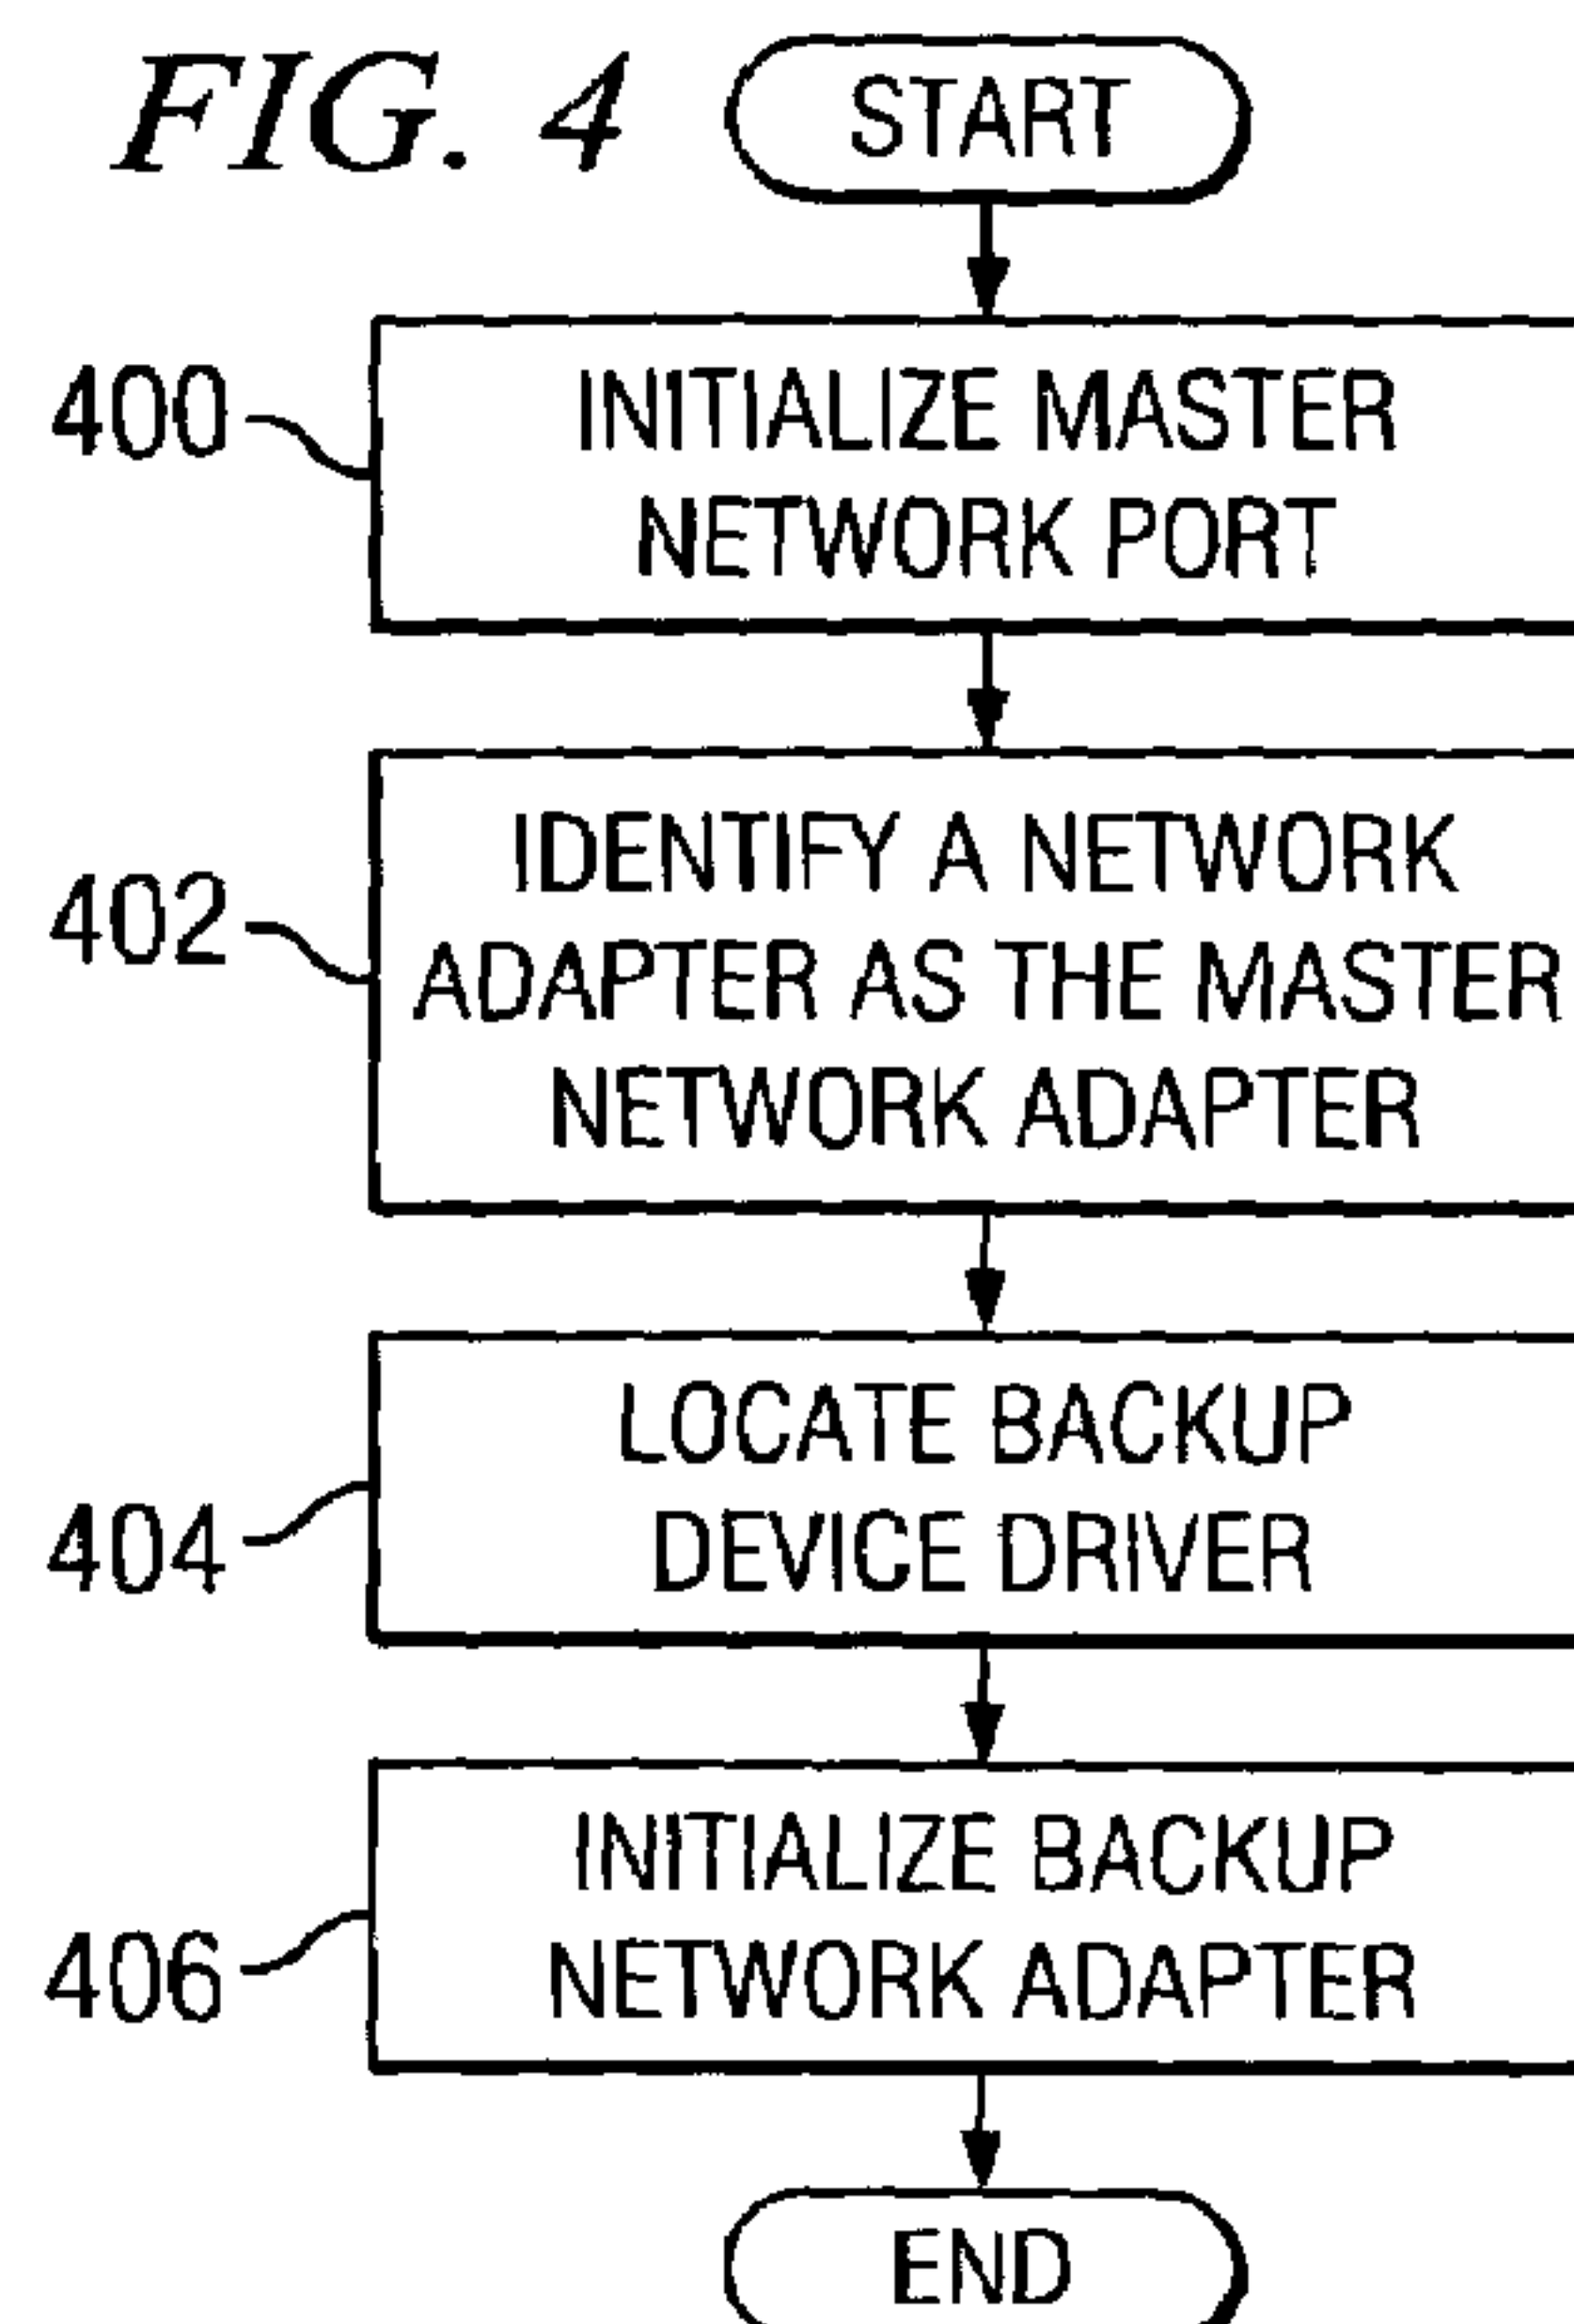 FIG. 4
START
400
INITIALIZE MASTER
NETWORK PORT
402
IDENTIFY A NETWORK
ADAPTER AS THE MASTER
NETWORK ADAPTER
404
LOCATE BACKUP
DEVICE DRIVER
406
INITIALIZE BACKUP
NETWORK ADAPTER
END